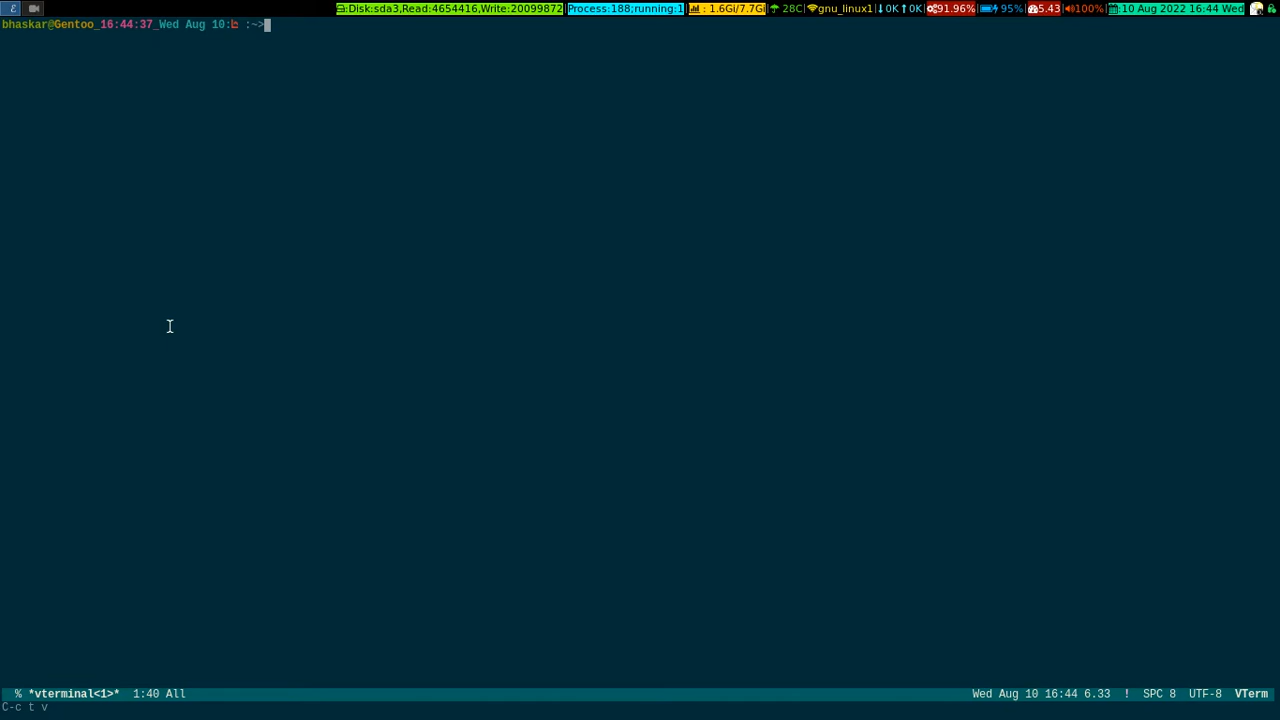 Disk:sda3,Read:4654416,Write:20099872 Process:188;running:1 : 1.6Gi/7.7Gi 28C gnu_linux1 ↓0K ↑0K 91.96% 95% 5.43 100% :10 Aug 2022 16:44 Wed
bhaskar@Gentoo_16:44:37_Wed Aug 10: :~>
% *vterminal<1>* 1:40 All Wed Aug 10 16:44 6.33 ! SPC 8 UTF-8 VTerm
C-c t v